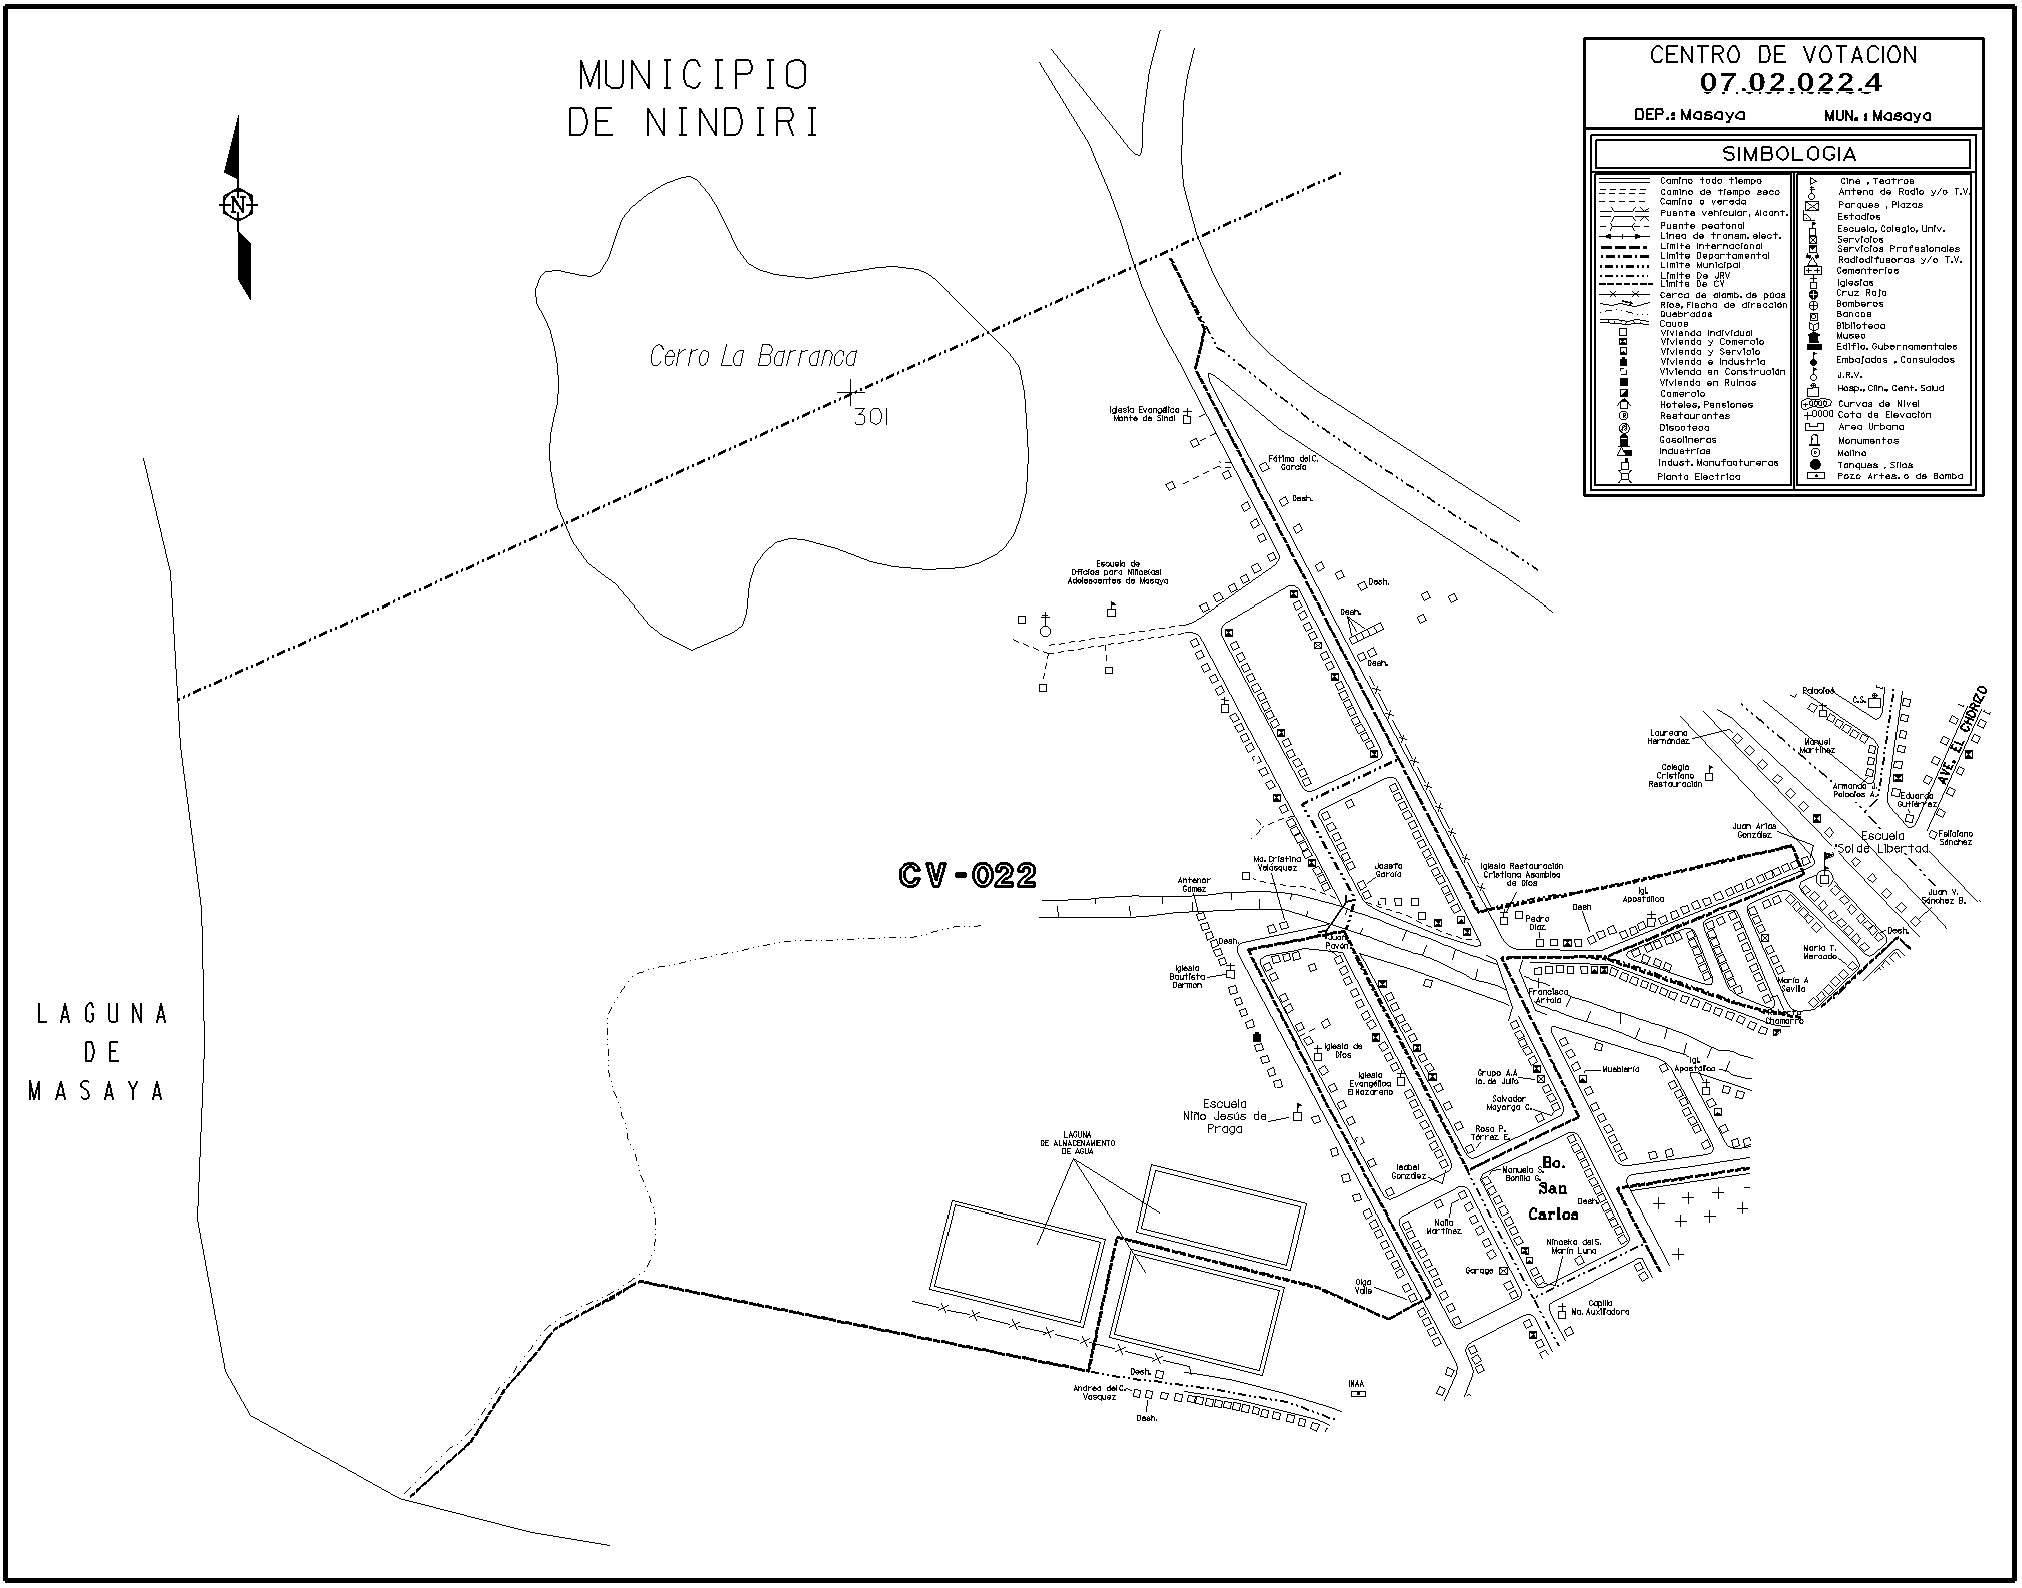 MUNICIPIO
DE NINDIRI
CENTRO DE VOTACION
07.02.022.4
DEP.: Masaya
MUN.: Masaya
SIMBOLOGIA
Camino todo tiempo
Camino de tiempo seco
Camino o vereda
Puente vehicular, Alcant.
Puente peatonal
Linea de transm. elect.
Limite Internacional
Limite Departamental
Limite Municipal
Limite De JRV
Limite De CV
Cerca de alamb. de púas
Rios, Flecha de dirección
Quebradas
Cauce
Vivienda Individual
Vivienda y Comercio
Vivienda y Servicio
Vivienda e Industria
Vivienda en Construción
Vivienda en Ruinas
Comercio
Hoteles, Pensiones
Restaurantes
Discoteca
Gasolineras
Industrias
Indust. Manufactureras
Planta Electrica
Cine , Teatros
Antena de Radio y/o T.V.
Parques , Plazas
Estadios
Escuela, Colegio, Univ.
Servicios
Servicios Profesionales
Radiodifusoras y/o T.V.
Cementerios
Iglesias
Cruz Roja
Bomberos
Bancos
Biblioteca
Museo
Edific. Gubernamentales
Embajadas , Consulados
J.R.V.
Hosp., Clin., Cent. Salud
Curvas de Nivel
Cota de Elevación
Area Urbana
Monumentos
Molino
Tanques , Silos
Pozo Artes. o de Bomba
N
Cerro La Barranca
301
Iglesia Evangélica
Monte de Sinaí
Fátima del C.
García
Desh.
Escuela de
Oficios para Niños(as)
Adolescentes de Masaya
Desh.
Desh.
Desh.
Palacios
C.S.
AVE. EL CHORIZO
Laureano
Hernández
Manuel
Martínez
Colegio
Cristiano
Restauración
Armando J.
Palacios A.
Eduardo
Gutiérrez
Juan Arias
González
Escuela
Sol de Libertad
Feliciano
Sánchez
CV-022
Ma. Cristina
Velásquez
Josefa
García
Iglesia Restauración
Cristiana Asamblea
de Dios
Antenor
Gómez
Igl.
Apostólica
Juan V.
Sánchez B.
Desh
Pedro
Díaz
Desh.
Desh.
Juan
Pavón
María T.
Mercado
Iglesia
Bautista
Dermon
María A
Sevilla
Francisca
Artola
Roberto
Chamorro
LAGUNA
DE
MASAYA
Iglesia de
Dios
Igl.
Apostólica
Mueblería
Grupo A.A
1o. de Julio
Iglesia
Evangélica
El Nazareno
Salvador
Mayorga C.
Escuela
Niño Jesús de
Praga
Rosa P.
Tórrez E.
LAGUNA
DE ALMACENAMIENTO
DE AGUA
Isabel
González
Manuela S.
Bonilla G.
Bo.
San
Carlos
Desh.
Noña
Martínez
Ninoska del S.
Marín Luna
Garage
Olga
Valle
Capilla
Ma. Auxiliadora
Desh.
INAA
Andrea del C.
Vasquez
Desh.